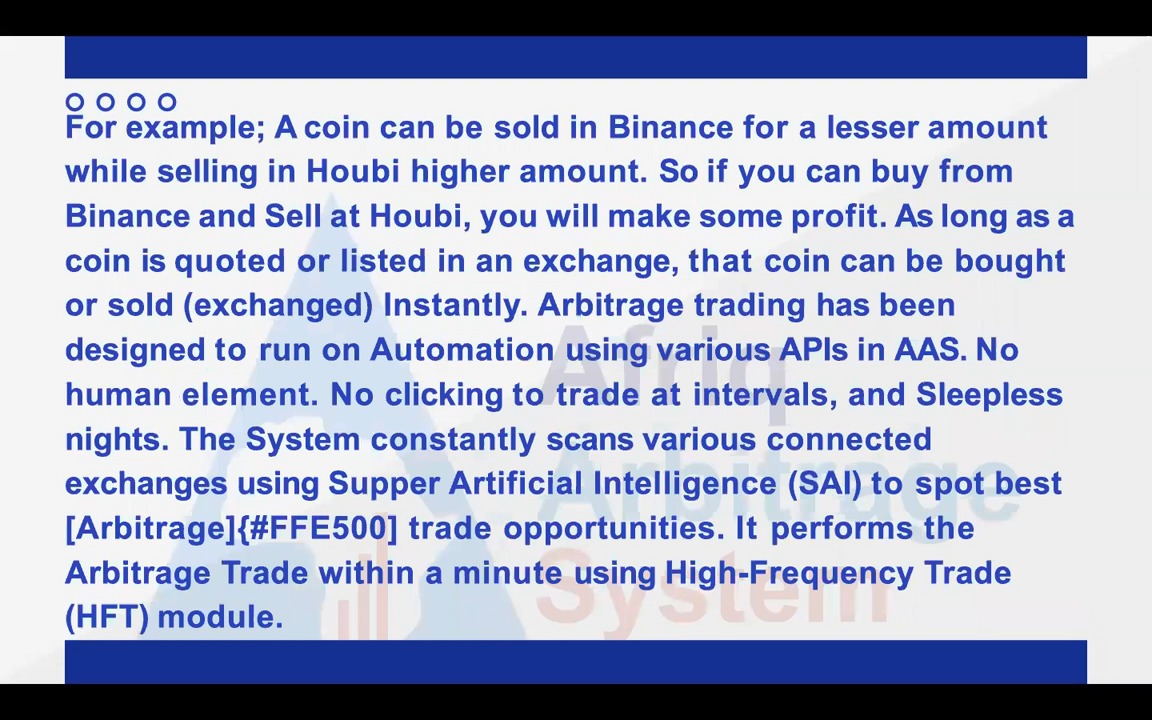 For example; A coin can be sold in Binance for a lesser amount
while selling in Houbi higher amount. So if you can buy from
Binance and Sell at Houbi, you will make some profit. As long as a
coin is quoted or listed in an exchange, that coin can be bought
or sold (exchanged) Instantly. Arbitrage trading has been
designed to run on Automation using various APIs in AAS. No
human element. No clicking to trade at intervals, and Sleepless
nights. The System constantly scans various connected
exchanges using Supper Artificial Intelligence (SAI) to spot best
[Arbitrage]{#FFE500] trade opportunities. It performs the
Arbitrage Trade within a minute using High-Frequency Trade
(HFT) module.
Afriq
Arbitrage
System